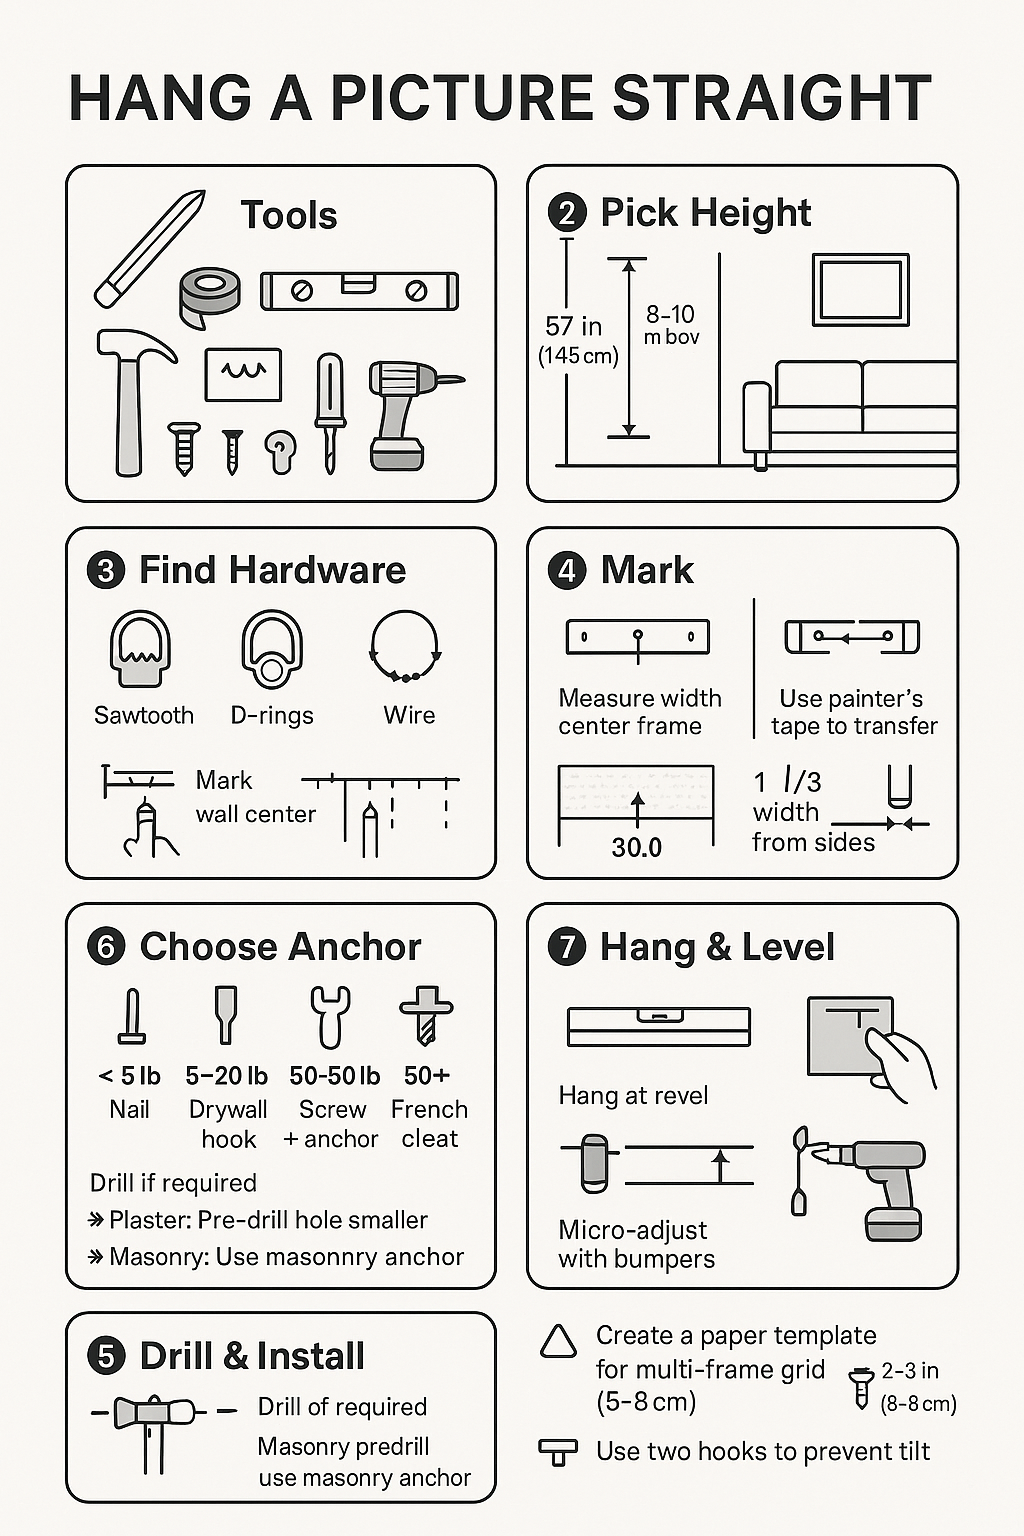 HANG A PICTURE STRAIGHT
Tools
2 Pick Height
57 in
(145 cm)
8-10
m bov
3 Find Hardware
Sawtooth
D-rings
Wire
Mark
wall center
4 Mark
Measure width
center frame
Use painter's
tape to transfer
30.0
1 1/3
width
from sides
6 Choose Anchor
< 5 lb
Nail
5-20 lb
Drywall
hook
50-50 lb
Screw
+ anchor
50+
French
cleat
Drill if required
» Plaster: Pre-drill hole smaller
» Masonry: Use masonnry anchor
7 Hang & Level
Hang at revel
Micro-adjust
with bumpers
5 Drill & Install
Drill of required
Masonry predrill
use masonry anchor
Create a paper template
for multi-frame grid
(5-8 cm)
2-3 in
(8-8 cm)
Use two hooks to prevent tilt